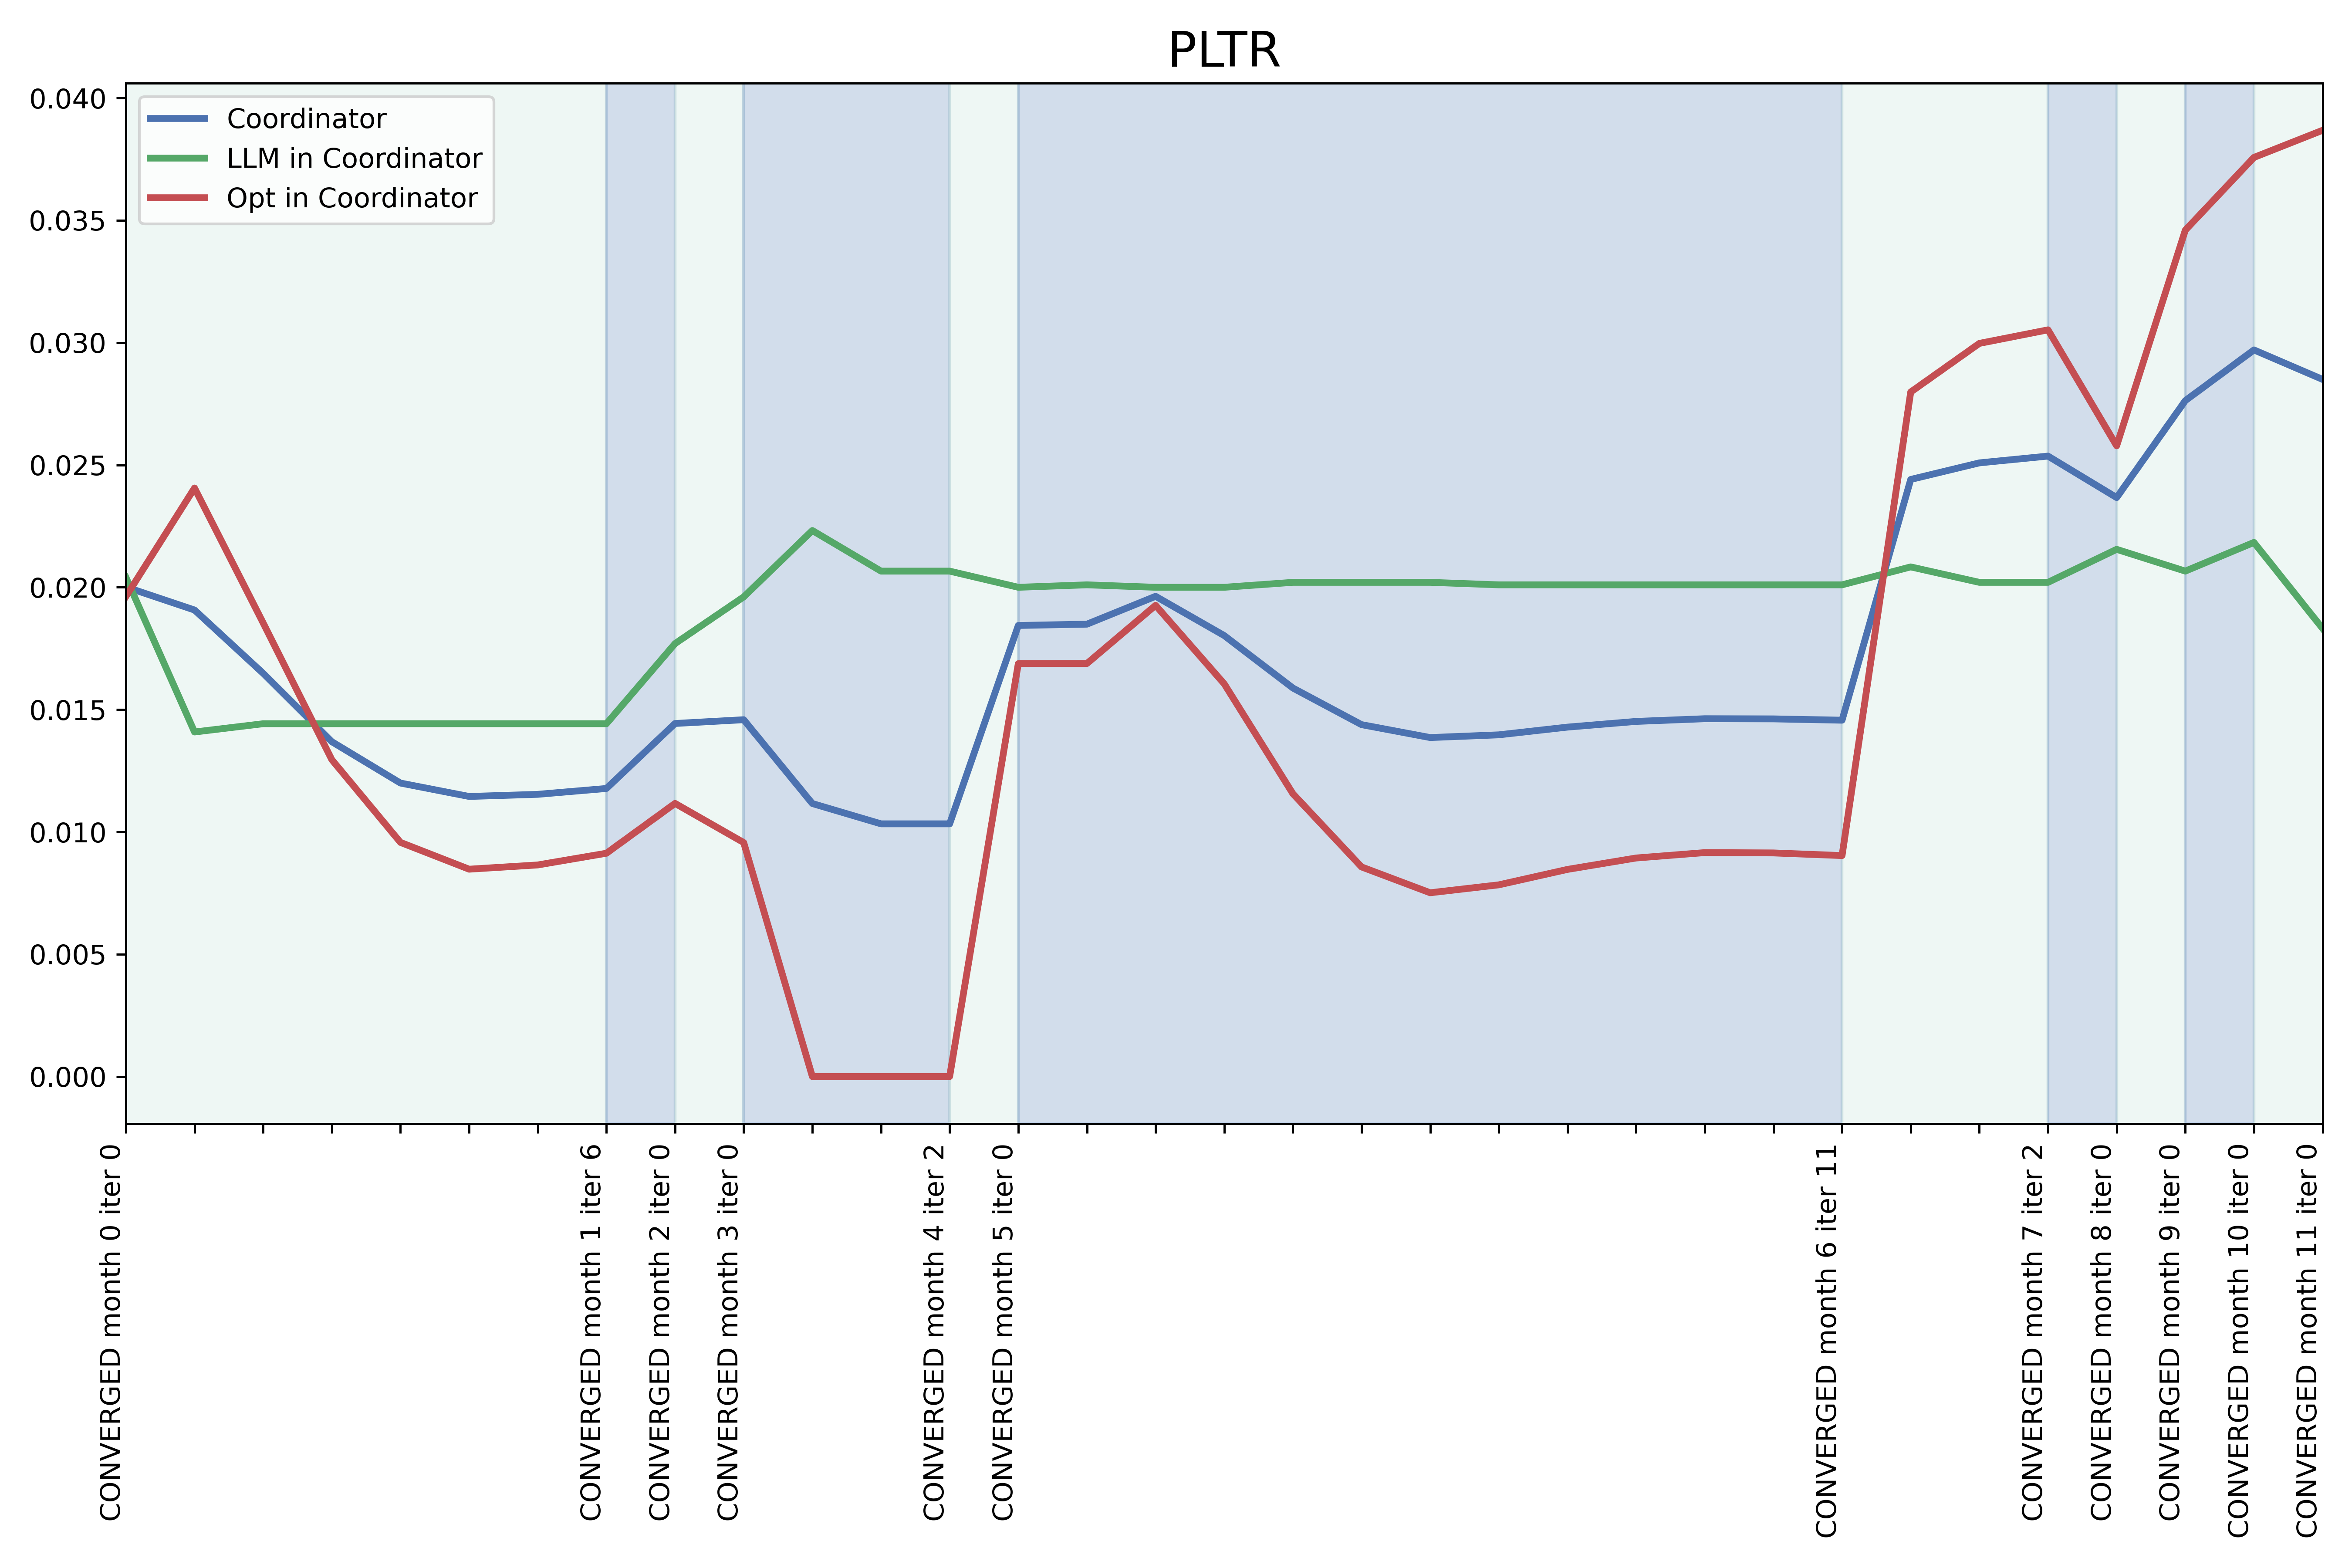 PLTR
0.040
0.035
0.030
0.025
0.020
0.015
0.010
0.005
0.000
Coordinator
LLM in Coordinator
Opt in Coordinator
CONVERGED month 0 iter 0
CONVERGED month 1 iter 6
CONVERGED month 2 iter 0
CONVERGED month 3 iter 0
CONVERGED month 4 iter 2
CONVERGED month 5 iter 0
CONVERGED month 6 iter 11
CONVERGED month 7 iter 2
CONVERGED month 8 iter 0
CONVERGED month 9 iter 0
CONVERGED month 10 iter 0
CONVERGED month 11 iter 0